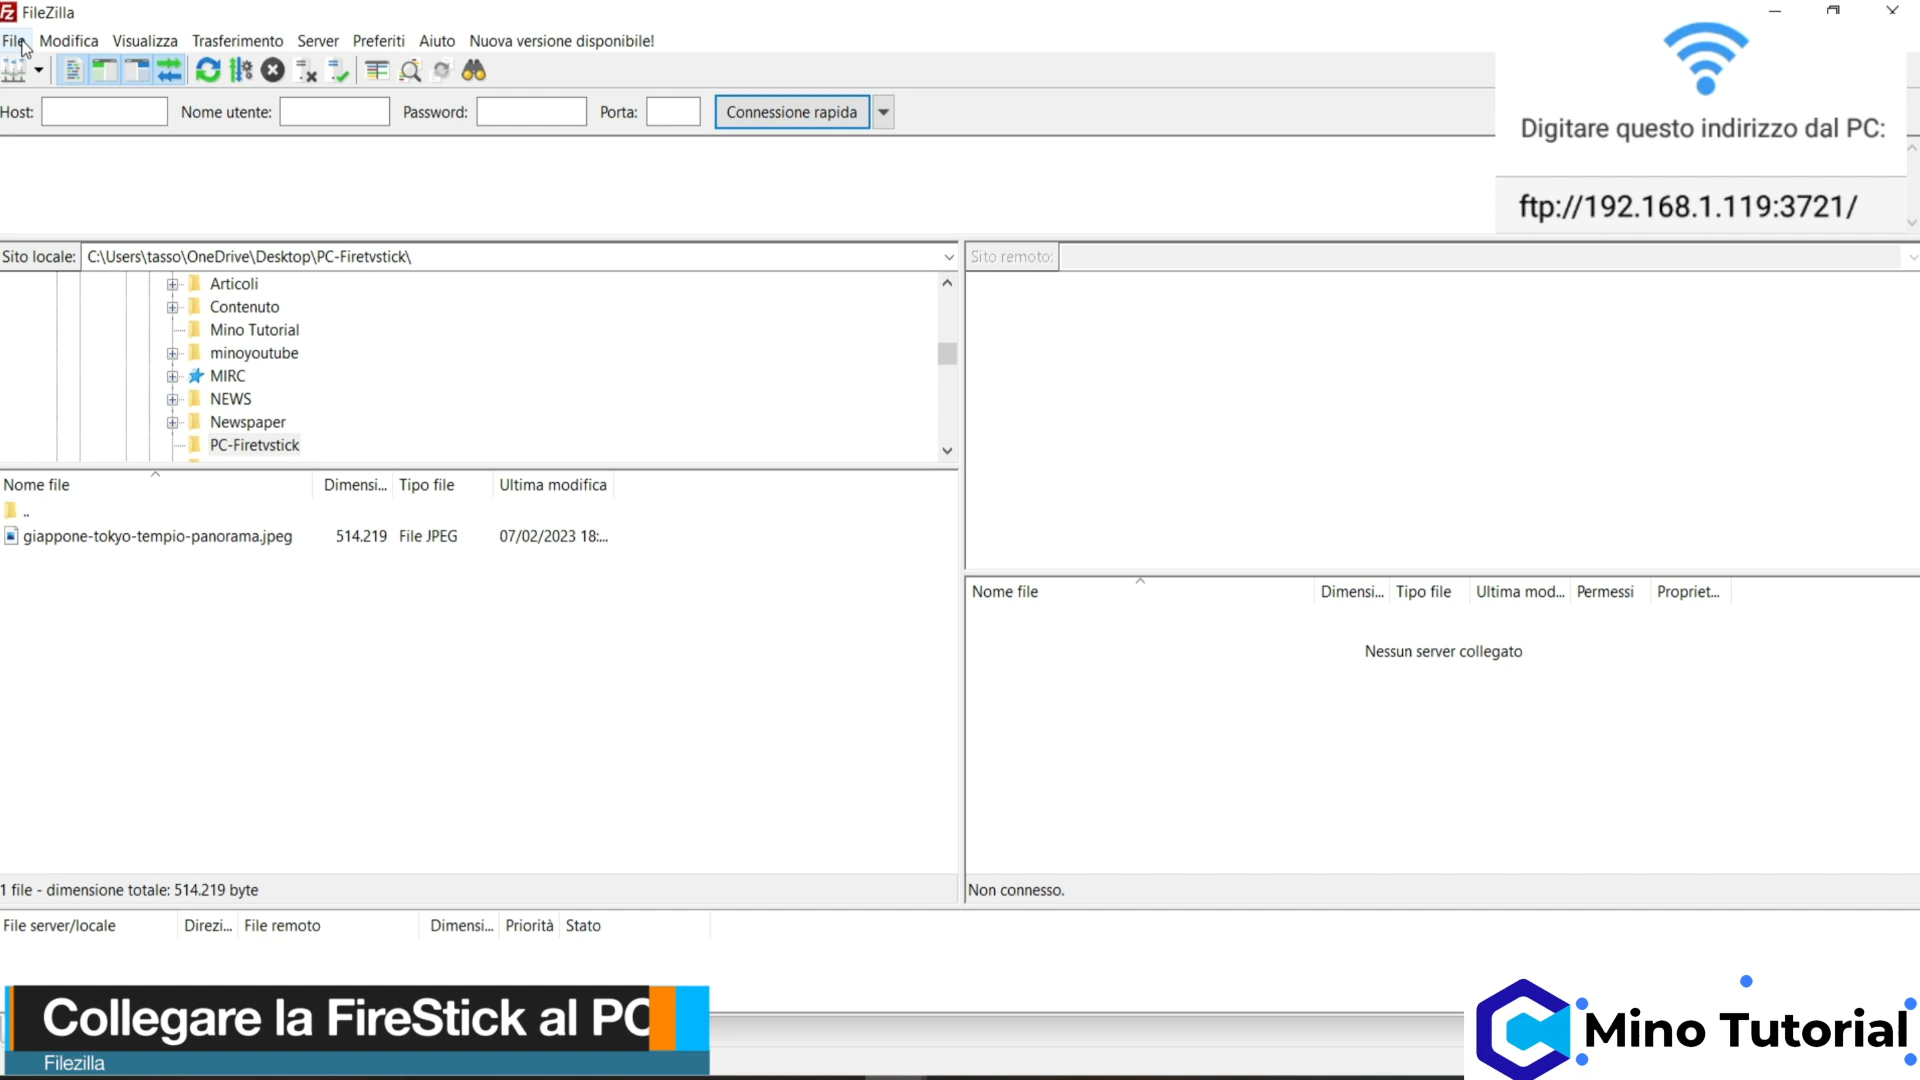 FileZilla
File Modifica Visualizza Trasferimento Server Preferiti Aiuto Nuova versione disponibile!
Host: Nome utente: Password: Porta: Connessione rapida
Digitare questo indirizzo dal PC:
ftp://192.168.1.119:3721/
Sito locale: C:\Users\tasso\OneDrive\Desktop\PC-Firetvstick\
Articoli
Contenuto
Mino Tutorial
minoyoutube
MIRC
NEWS
Newspaper
PC-Firetvstick
Nome file Dimensi... Tipo file Ultima modifica
..
giappone-tokyo-tempio-panorama.jpeg 514.219 File JPEG 07/02/2023 18:...
1 file - dimensione totale: 514.219 byte
Sito remoto:
Nome file Dimensi... Tipo file Ultima mod... Permessi Propriet...
Nessun server collegato
Non connesso.
File server/locale Direzi... File remoto Dimensi... Priorità Stato
Collegare la FireStick al PC
Filezilla
Mino Tutorial